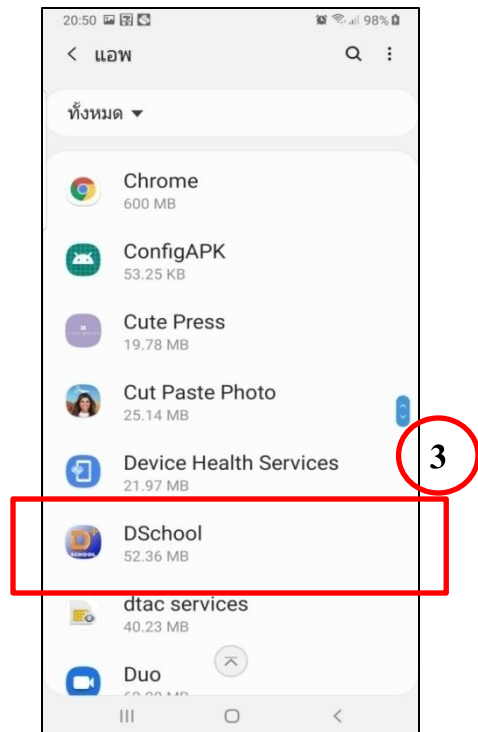 20:50 98%
แอพ
ทั้งหมด
Chrome
600 MB
ConfigAPK
53.25 KB
Cute Press
19.78 MB
Cut Paste Photo
25.14 MB
Device Health Services
21.97 MB
3
DSchool
52.36 MB
dtac services
40.23 MB
Duo